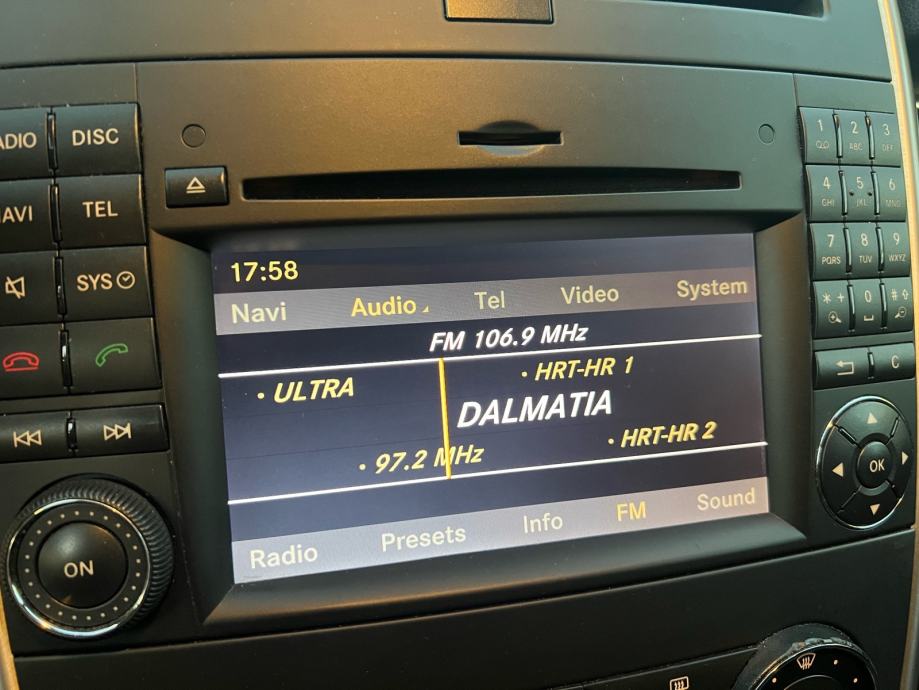 DISC
TEL
SYS
ON
17:58
Navi Audio Tel Video System
FM 106.9 MHz
• ULTRA • HRT-HR 1
DALMATIA
• 97.2 MHz • HRT-HR 2
Radio Presets Info FM Sound
1 2 ABC 3 DEF
4 GHI 5 JKL 6 MNO
7 PQRS 8 TUV 9 WXYZ
* + 0 #
C
OK